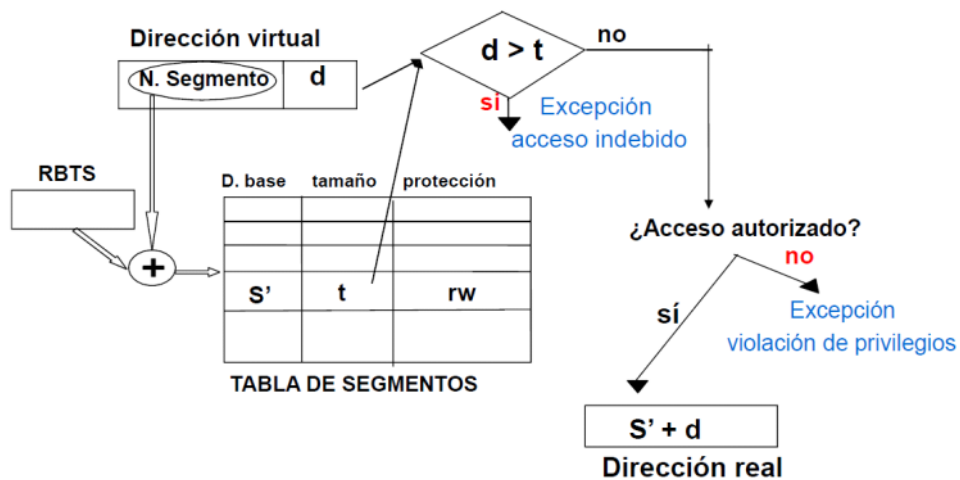 Dirección virtual
N. Segmento
d
d > t
no
si
Excepción
acceso indebido
RBTS
D. base
tamaño
protección
+
S’
t
rw
TABLA DE SEGMENTOS
¿Acceso autorizado?
no
sí
Excepción
violación de privilegios
S’ + d
Dirección real